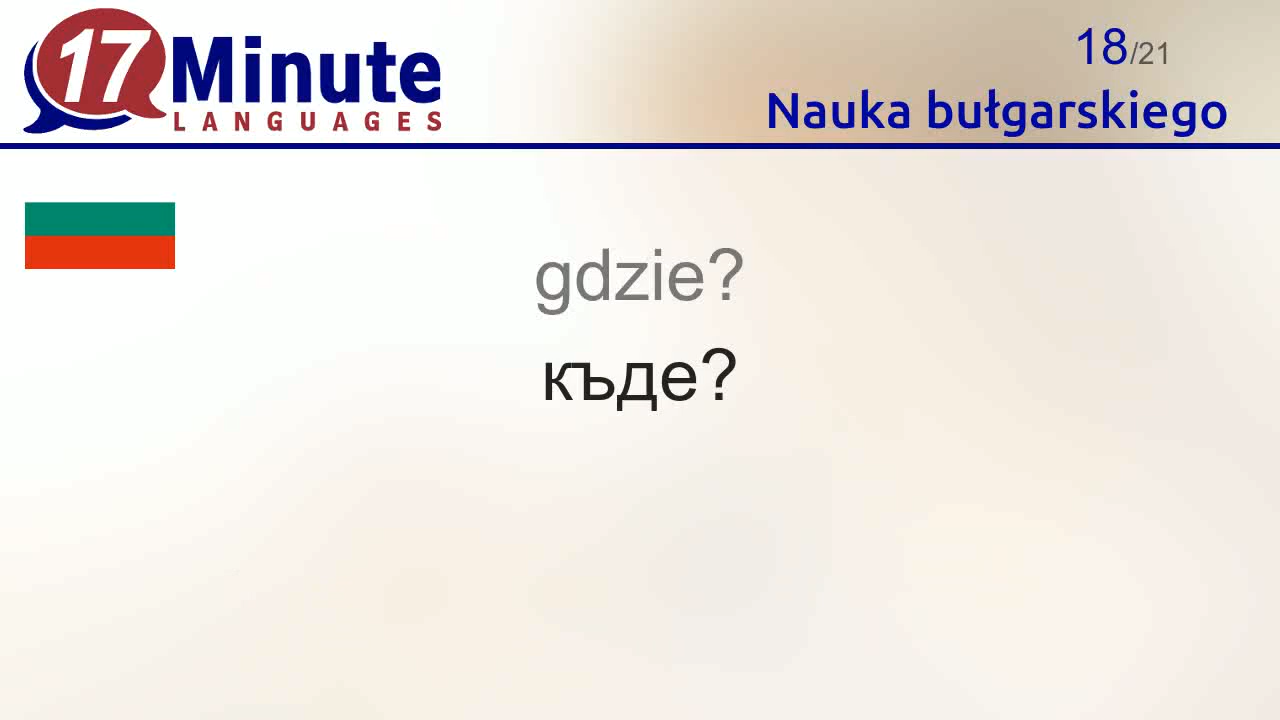 17 Minute
LANGUAGES
18/21
Nauka bułgarskiego
gdzie?
къде?